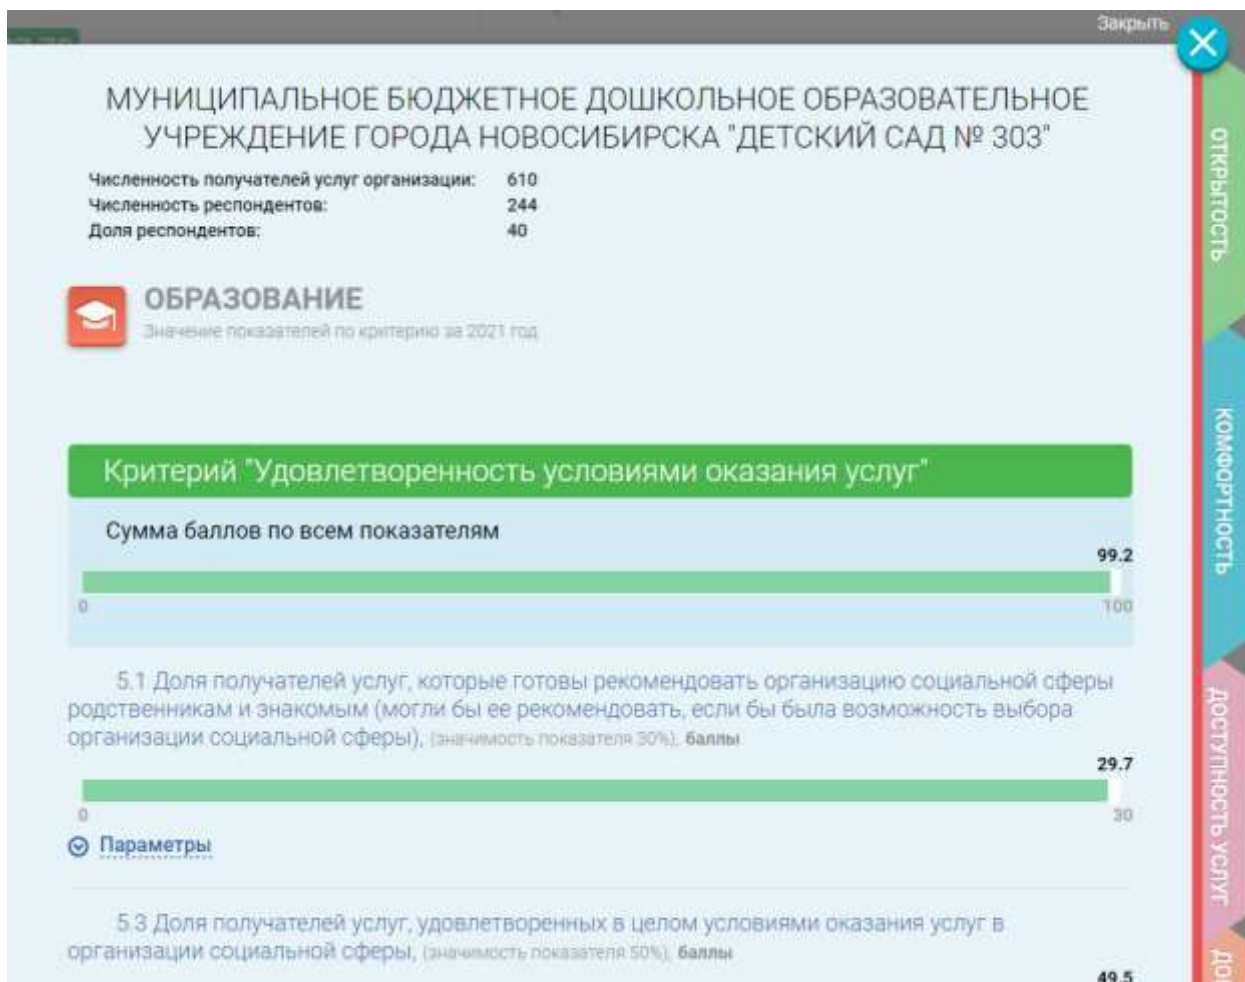 Закрыть
МУНИЦИПАЛЬНОЕ БЮДЖЕТНОЕ ДОШКОЛЬНОЕ ОБРАЗОВАТЕЛЬНОЕ
УЧРЕЖДЕНИЕ ГОРОДА НОВОСИБИРСКА "ДЕТСКИЙ САД № 303"
Численность получателей услуг организации: 610
Численность респондентов: 244
Доля респондентов: 40
ОБРАЗОВАНИЕ
Значение показателей по критерию за 2021 год
Критерий "Удовлетворенность условиями оказания услуг"
Сумма баллов по всем показателям
99.2
0 100
5.1 Доля получателей услуг, которые готовы рекомендовать организацию социальной сферы
родственникам и знакомым (могли бы ее рекомендовать, если бы была возможность выбора
организации социальной сферы), (значимость показателя 30%), баллы
29.7
0 30
Параметры
5.3 Доля получателей услуг, удовлетворенных в целом условиями оказания услуг в
организации социальной сферы, (значимость показателя 50%), баллы
49.5
ОТКРЫТОСТЬ
КОМФОРТНОСТЬ
ДОСТУПНОСТЬ УСЛУГ